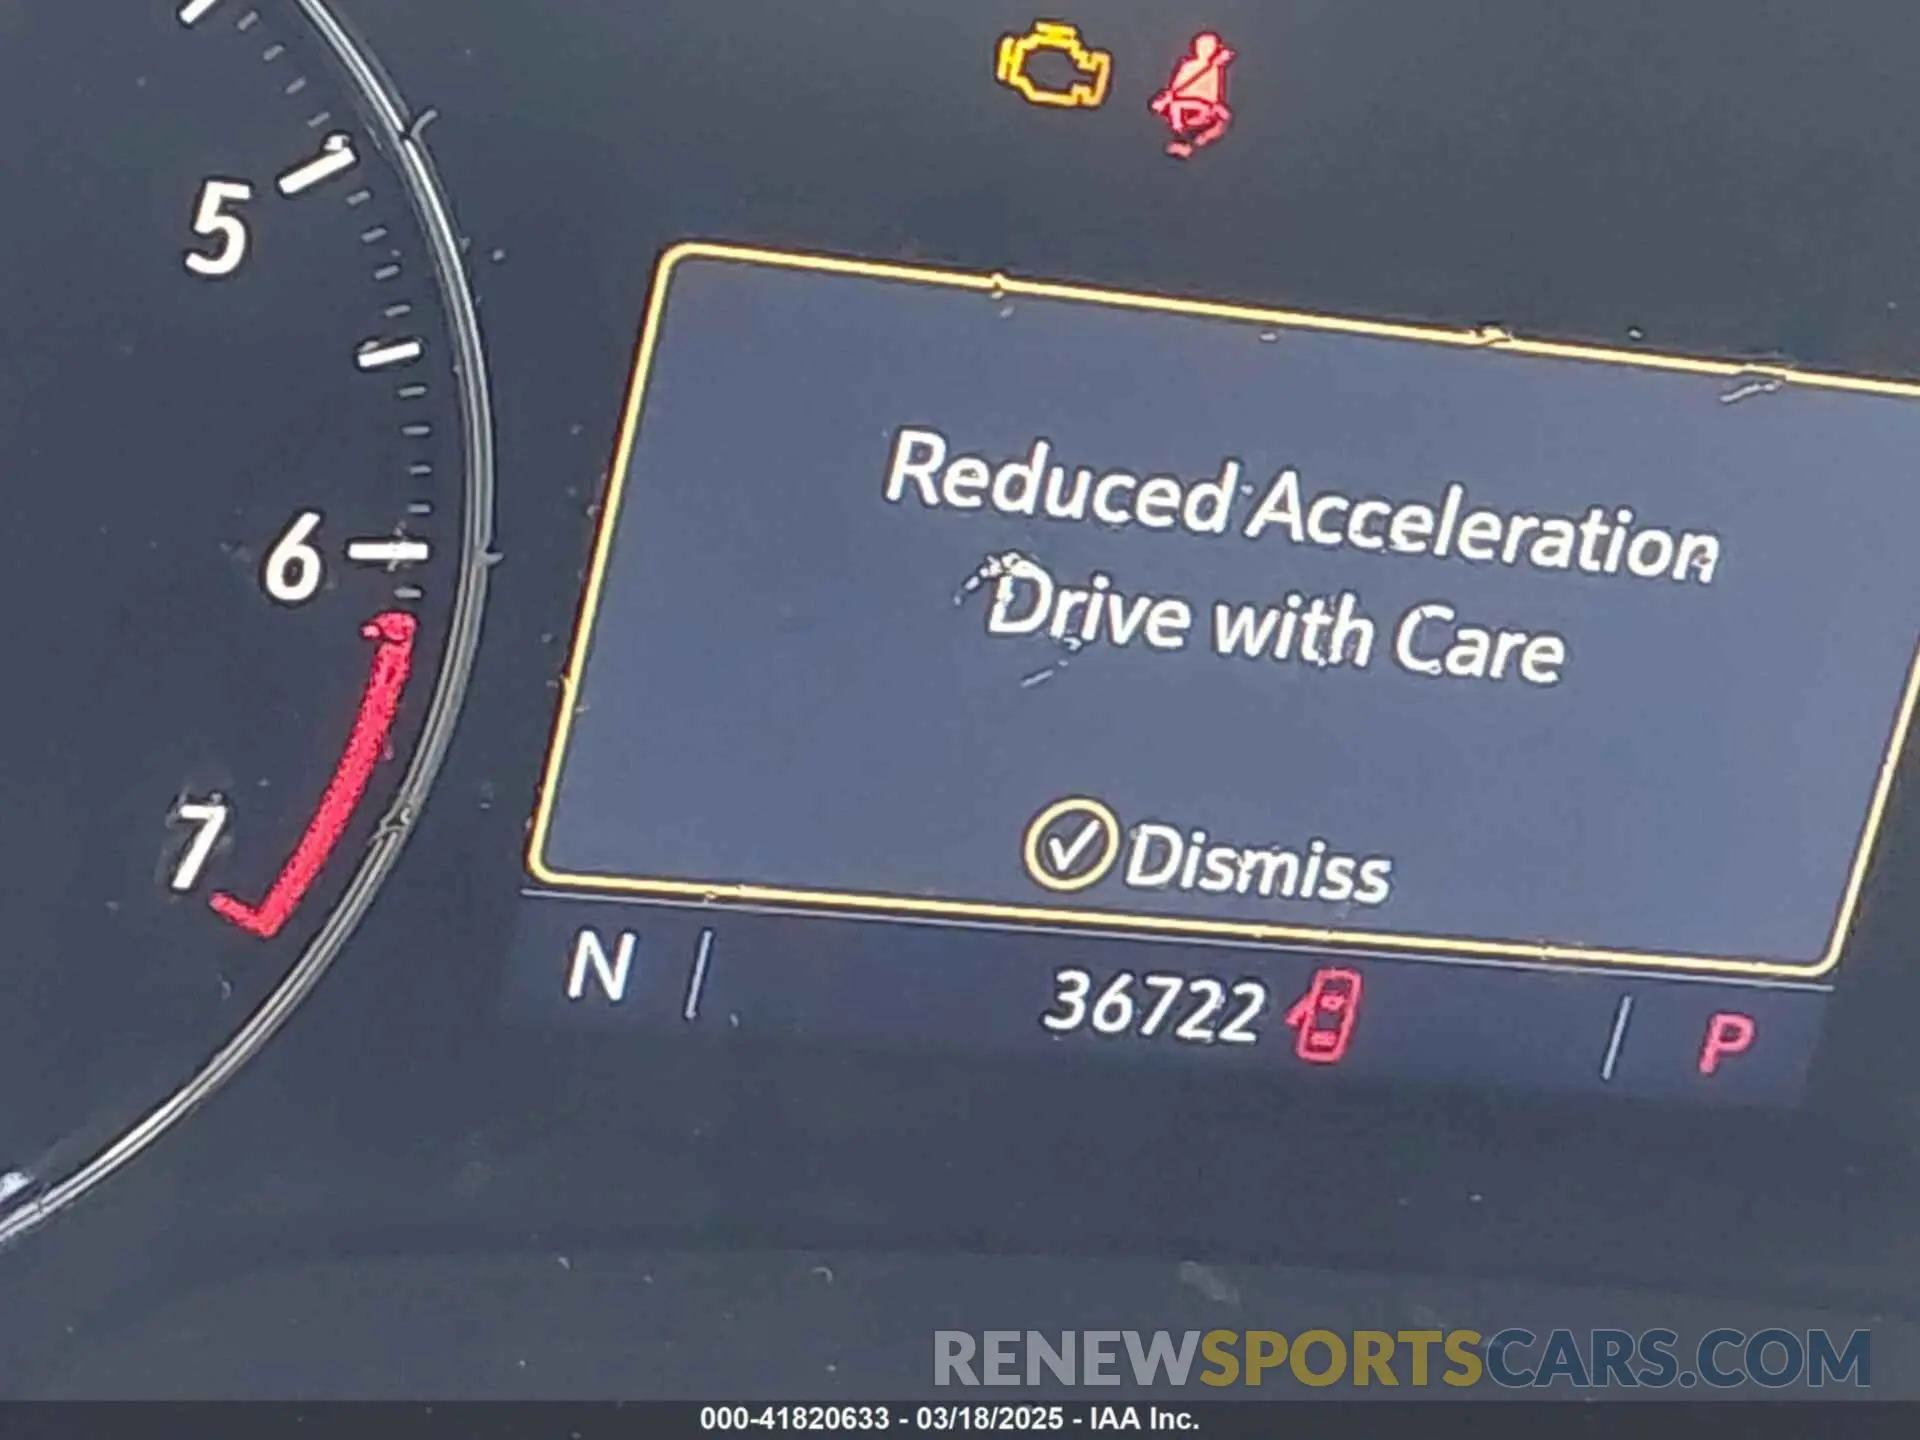 5
6
7
Reduced Acceleration
Drive with Care
Dismiss
N 36722 P
RENEWSPORTSCARS.COM
000-41820633 - 03/18/2025 - IAA Inc.